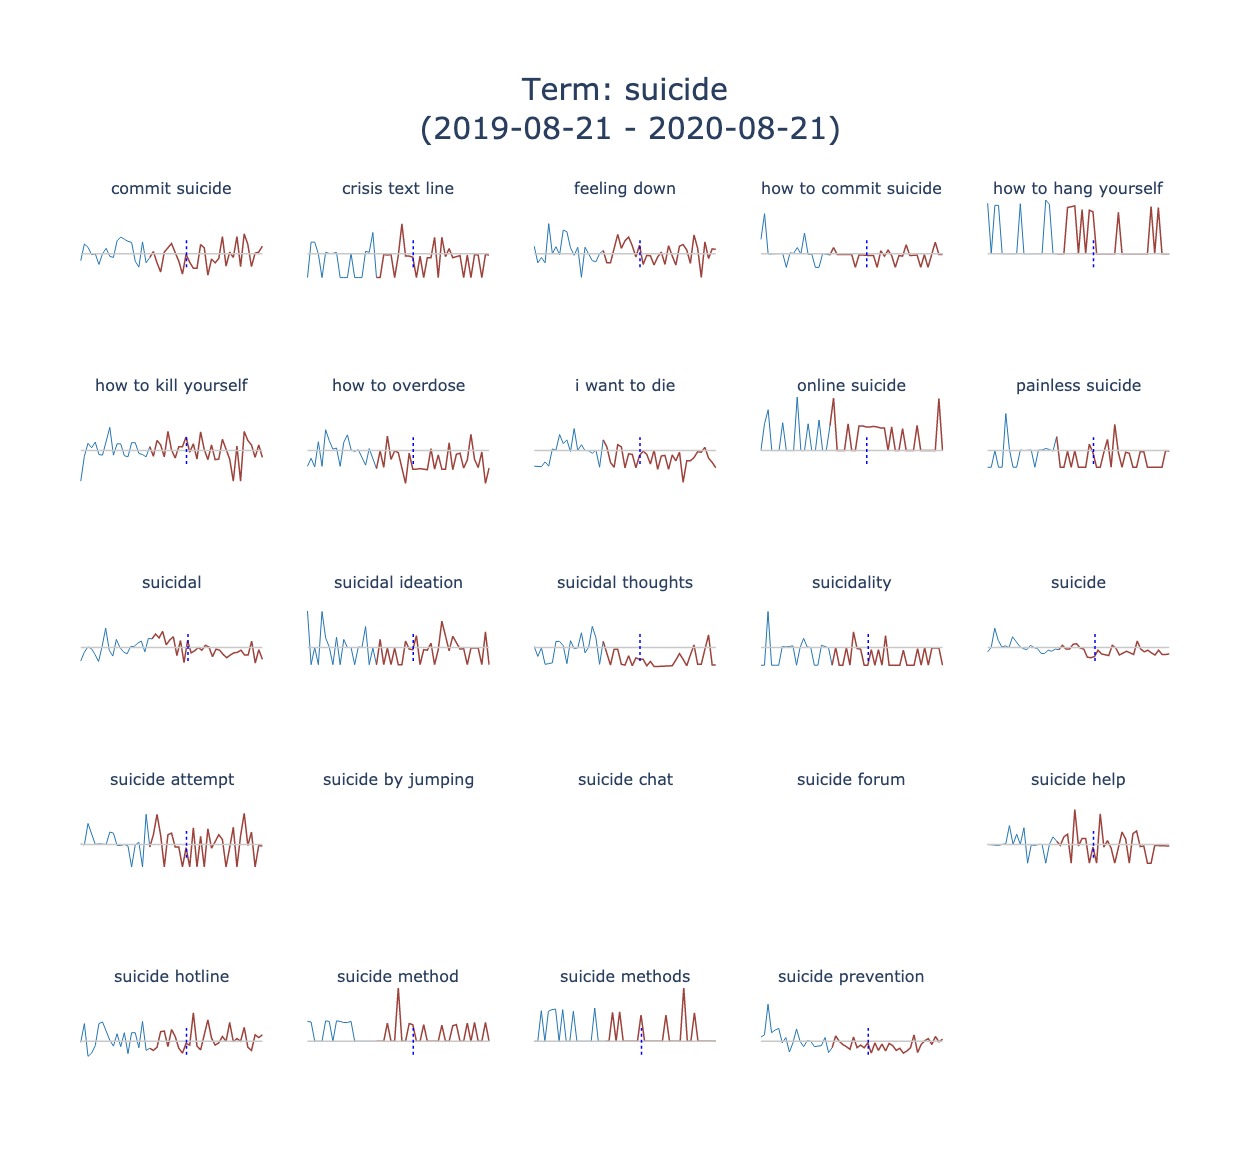 Term: suicide
(2019-08-21 - 2020-08-21)
commit suicide
crisis text line
feeling down
how to commit suicide
how to hang yourself
how to kill yourself
how to overdose
i want to die
online suicide
painless suicide
suicidal
suicidal ideation
suicidal thoughts
suicidality
suicide
suicide attempt
suicide by jumping
suicide chat
suicide forum
suicide help
suicide hotline
suicide method
suicide methods
suicide prevention